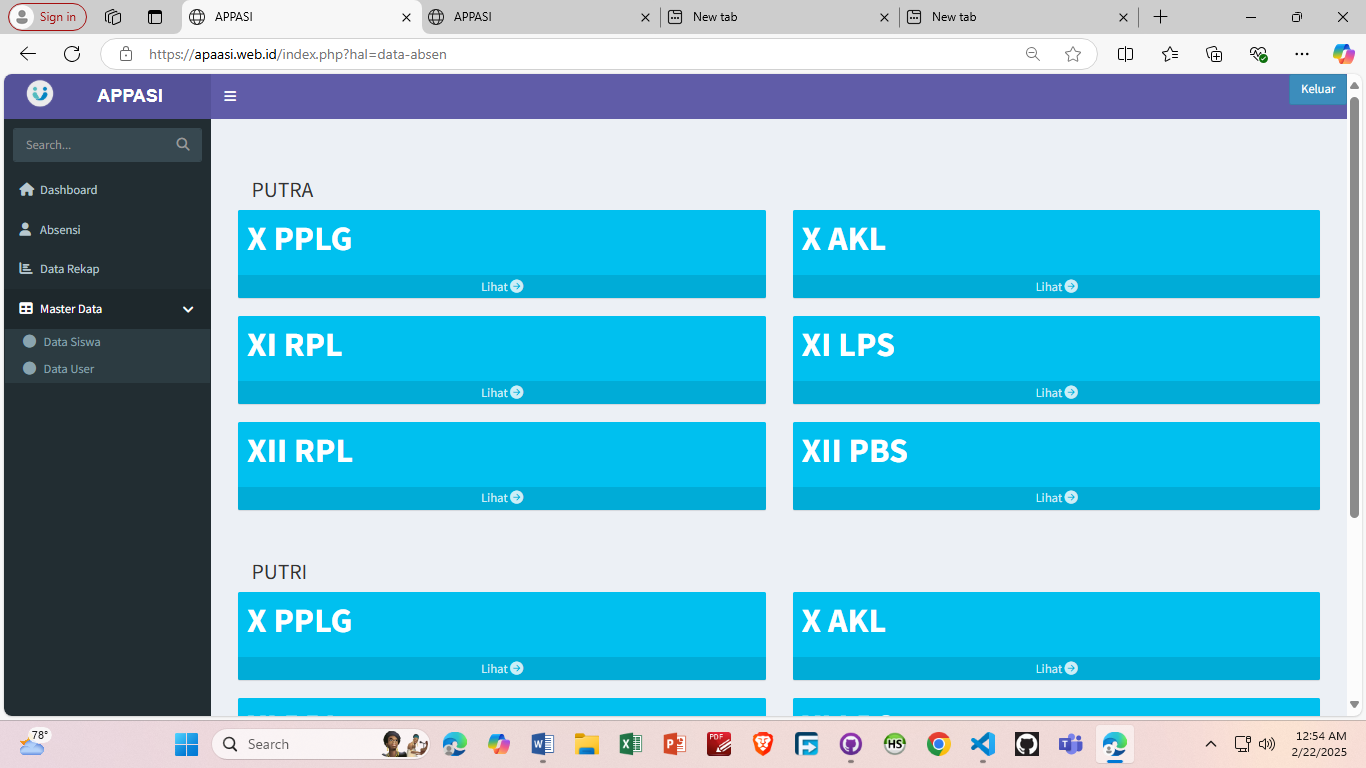 Sign in
APPASI
APPASI
New tab
New tab
https://apaasi.web.id/index.php?hal=data-absen
APPASI
Keluar
Search...
Dashboard
Absensi
Data Rekap
Master Data
Data Siswa
Data User
PUTRA
X PPLG
Lihat
X AKL
Lihat
XI RPL
Lihat
XI LPS
Lihat
XII RPL
Lihat
XII PBS
Lihat
PUTRI
X PPLG
Lihat
X AKL
Lihat
78°
Search
PDF
HS
12:54 AM
2/22/2025